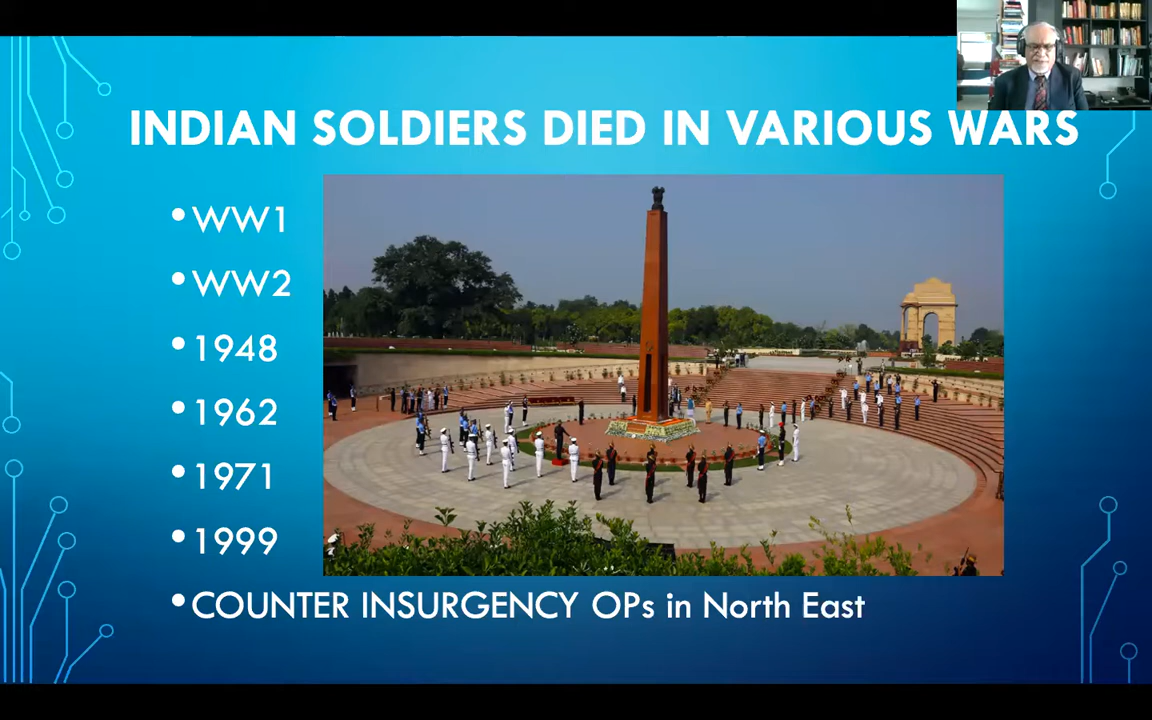 INDIAN SOLDIERS DIED IN VARIOUS WARS
•WW1
•WW2
•1948
•1962
•1971
•1999
•COUNTER INSURGENCY OPs in North East